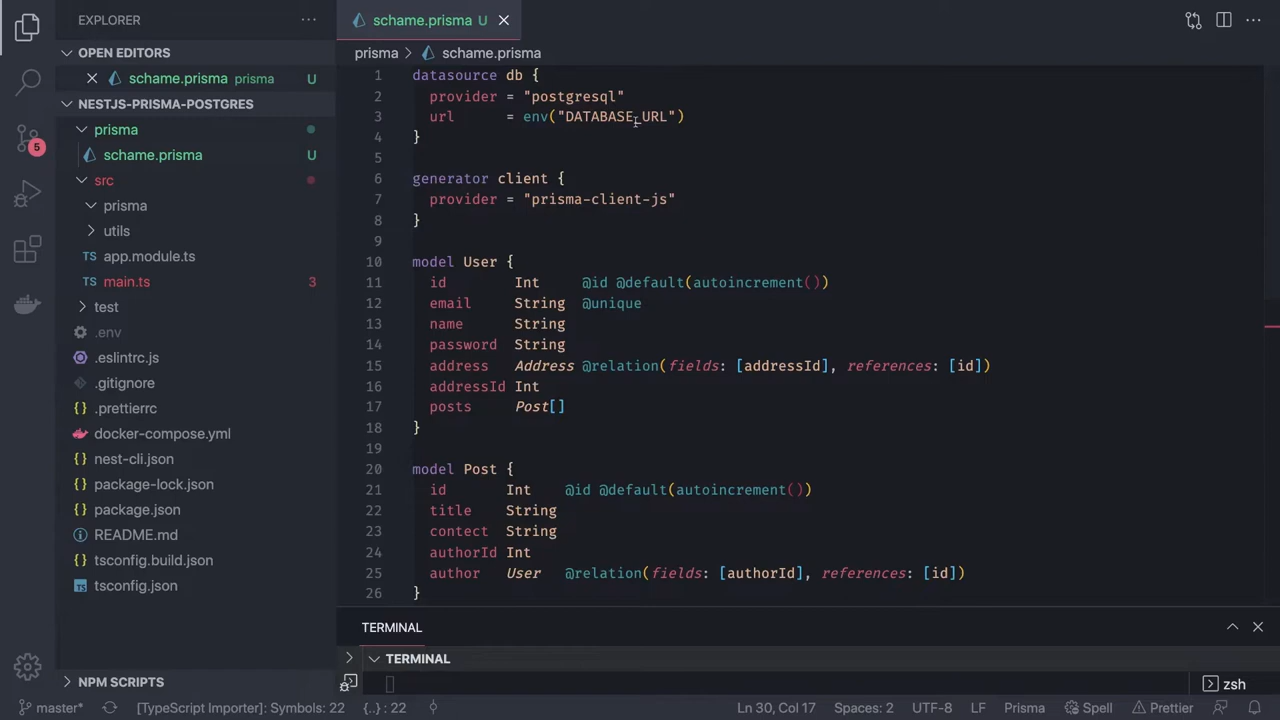 EXPLORER
schame.prisma U
OPEN EDITORS
schame.prisma prisma U
NESTJS-PRISMA-POSTGRES
prisma
schame.prisma U
src
prisma
utils
TS app.module.ts
TS main.ts 3
test
.env
.eslintrc.js
.gitignore
{} .prettierrc
docker-compose.yml
{} nest-cli.json
{} package-lock.json
{} package.json
README.md
{} tsconfig.build.json
TS tsconfig.json
NPM SCRIPTS
5
prisma > schame.prisma
1 datasource db {
2 provider = "postgresql"
3 url = env("DATABASE_URL")
4 }
5
6 generator client {
7 provider = "prisma-client-js"
8 }
9
10 model User {
11 id Int @id @default(autoincrement())
12 email String @unique
13 name String
14 password String
15 address Address @relation(fields: [addressId], references: [id])
16 addressId Int
17 posts Post[]
18 }
19
20 model Post {
21 id Int @id @default(autoincrement())
22 title String
23 contect String
24 authorId Int
25 author User @relation(fields: [authorId], references: [id])
26 }
TERMINAL
TERMINAL
zsh
master* [TypeScript Importer]: Symbols: 22 {..} : 22 Ln 30, Col 17 Spaces: 2 UTF-8 LF Prisma Spell Prettier